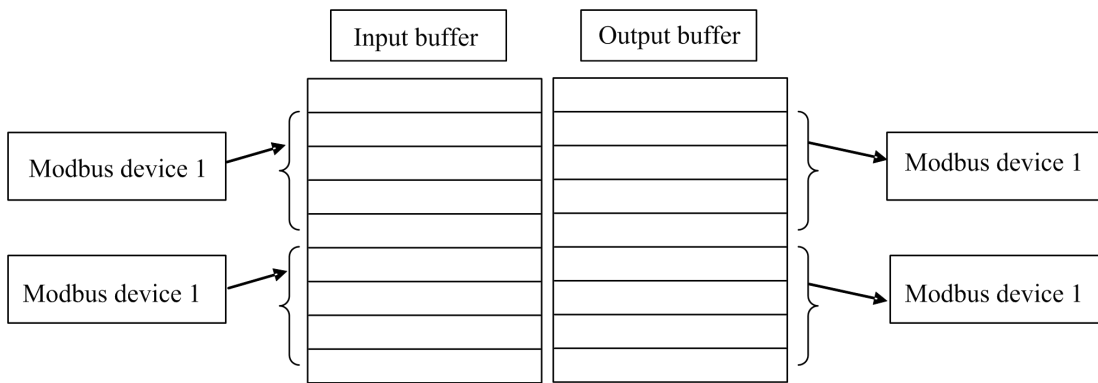 Input buffer
Output buffer
Modbus device 1
Modbus device 1
Modbus device 1
Modbus device 1